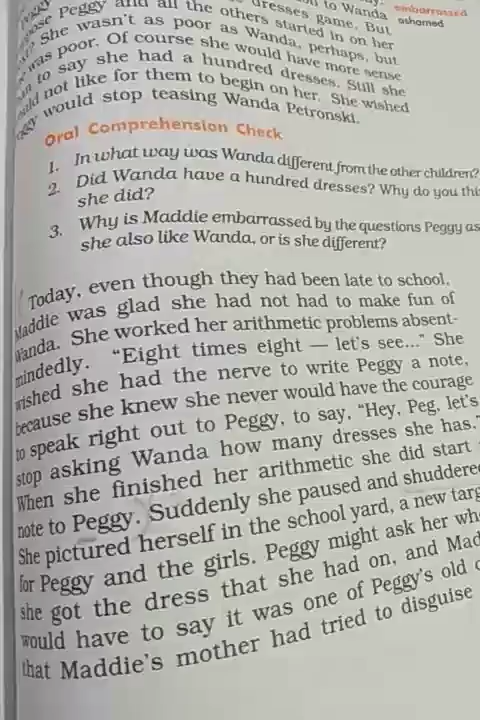 Peggy and all the others started in on her
She wasn't as poor as Wanda, perhaps, but
was poor. Of course she would have more sense
to say she had a hundred dresses. Still she
not like for them to begin on her. She wished
would stop teasing Wanda Petronski.
dresses game. But
to Wanda
embarrassed
ashamed
Oral Comprehension Check
1. In what way was Wanda different from the other children?
2. Did Wanda have a hundred dresses? Why do you thi
she did?
3. Why is Maddie embarrassed by the questions Peggy as
she also like Wanda, or is she different?
Today, even though they had been late to school,
Maddie was glad she had not had to make fun of
Wanda. She worked her arithmetic problems absent-
mindedly. "Eight times eight — let's see..." She
wished she had the nerve to write Peggy a note,
because she knew she never would have the courage
to speak right out to Peggy, to say, "Hey, Peg, let's
stop asking Wanda how many dresses she has."
When she finished her arithmetic she did start
note to Peggy. Suddenly she paused and shuddere
She pictured herself in the school yard, a new targ
for Peggy and the girls. Peggy might ask her wh
she got the dress that she had on, and Mad
would have to say it was one of Peggy's old
that Maddie's mother had tried to disguise